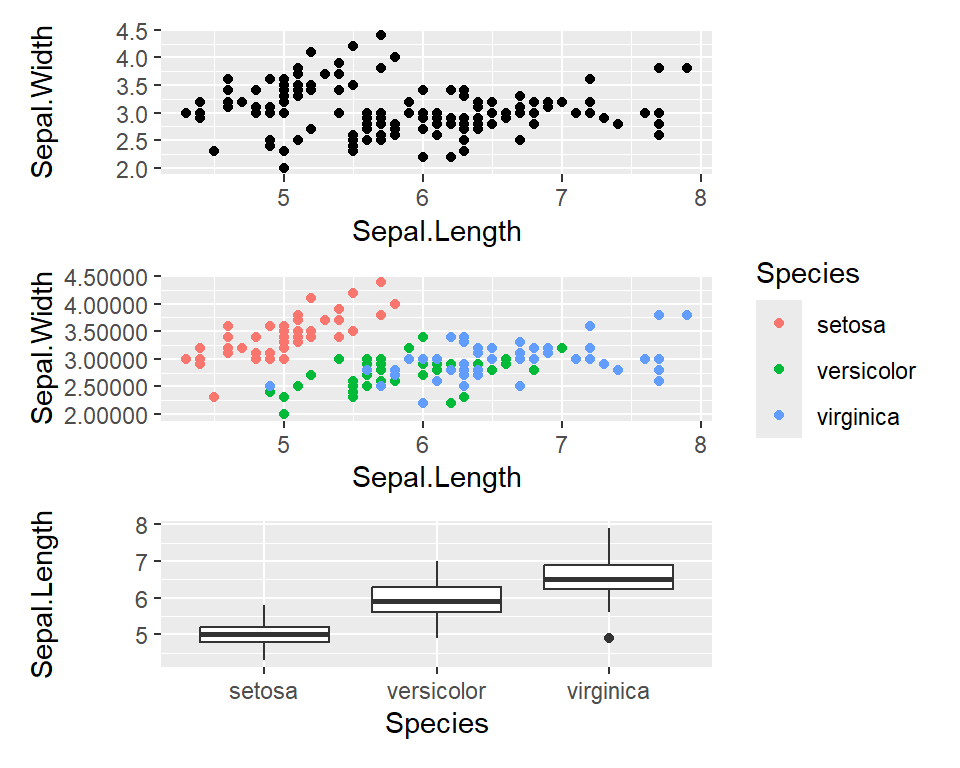 Sepal.Width
4.5
4.0
3.5
3.0
2.5
2.0
5 6 7 8
Sepal.Length
Sepal.Width
4.50000
4.00000
3.50000
3.00000
2.50000
2.00000
5 6 7 8
Sepal.Length
Species
setosa
versicolor
virginica
Sepal.Length
8
7
6
5
setosa versicolor virginica
Species